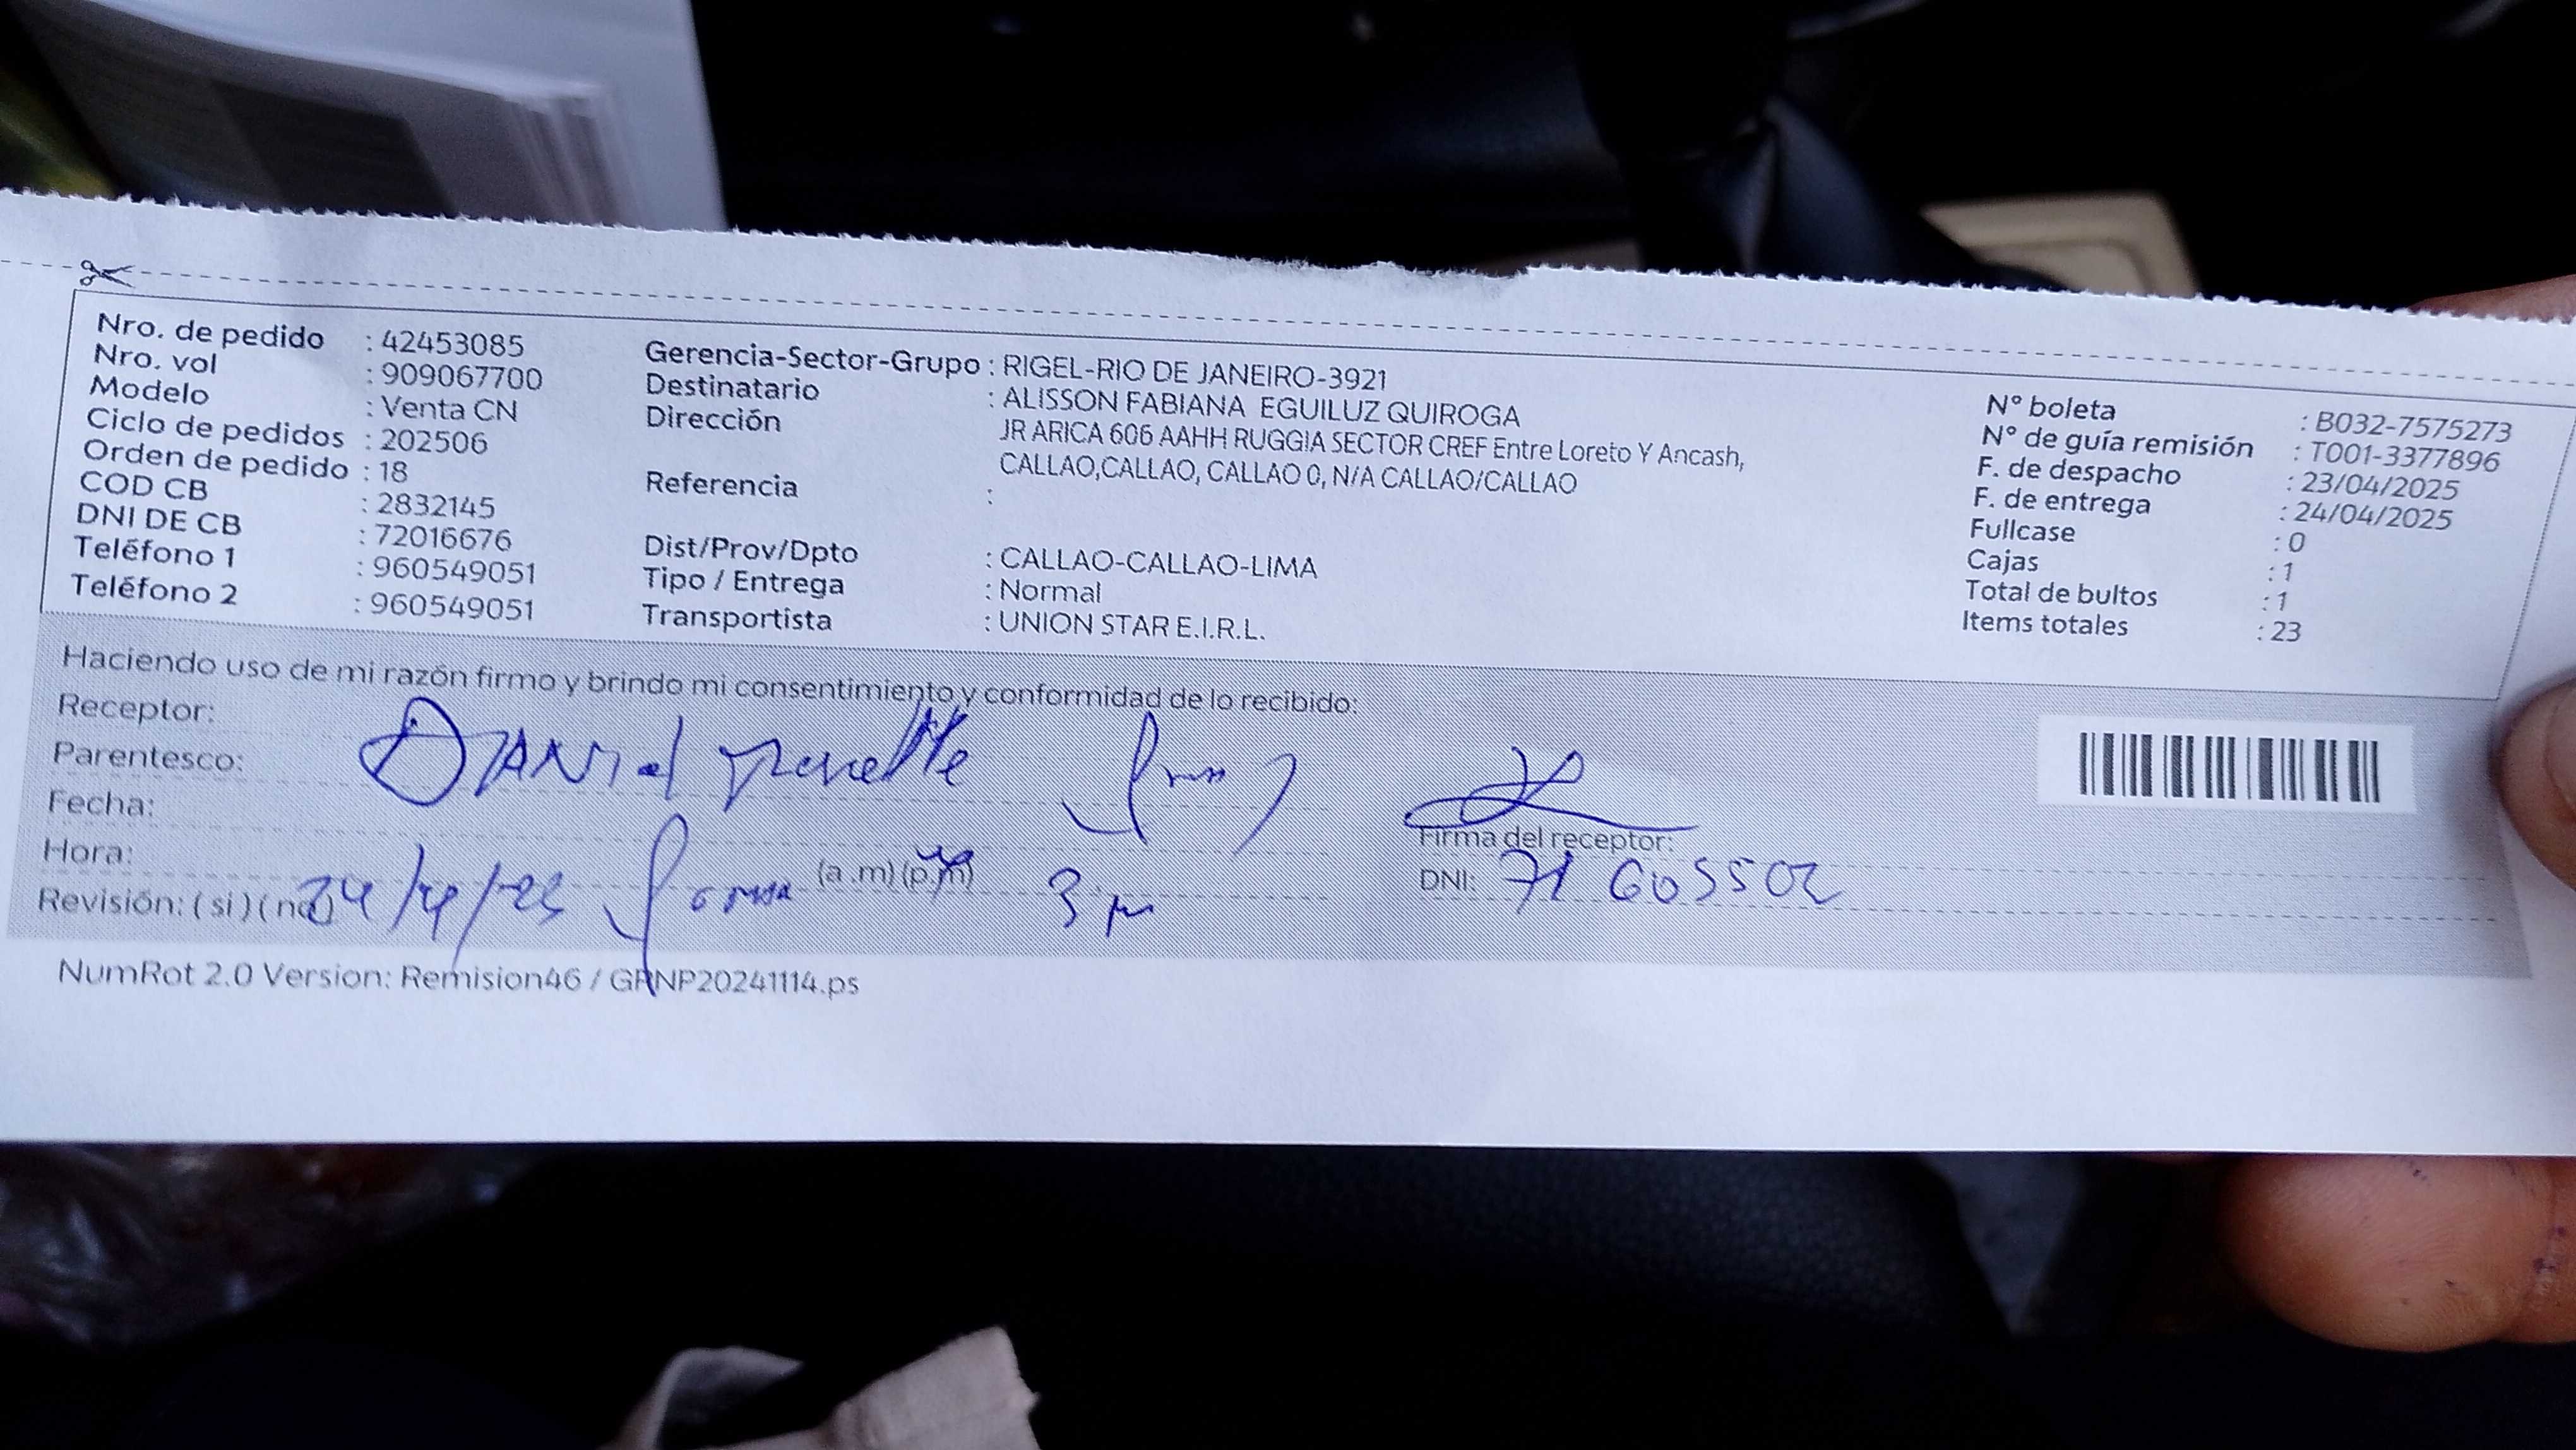 Nro. de pedido : 42453085
Nro. vol : 909067700
Modelo : Venta CN
Ciclo de pedidos : 202506
Orden de pedido : 18
COD CB : 2832145
DNI DE CB : 72016676
Teléfono 1 : 960549051
Teléfono 2 : 960549051
Gerencia-Sector-Grupo : RIGEL-RIO DE JANEIRO-3921
Destinatario : ALISSON FABIANA EGUILUZ QUIROGA
Dirección JR ARICA 606 AAHH RUGGIA SECTOR CREF Entre Loreto Y Ancash,
CALLAO,CALLAO, CALLAO 0, N/A CALLAO/CALLAO
Referencia :
Dist/Prov/Dpto : CALLAO-CALLAO-LIMA
Tipo / Entrega : Normal
Transportista : UNION STAR E.I.R.L.
N° boleta : B032-7575273
N° de guía remisión : T001-3377896
F. de despacho : 23/04/2025
F. de entrega : 24/04/2025
Fullcase : 0
Cajas : 1
Total de bultos : 1
Items totales : 23
Haciendo uso de mi razón firmo y brindo mi consentimiento y conformidad de lo recibido:
Receptor:
Parentesco:
Fecha:
Hora: (a.m) (p.m)
Revisión: ( si ) ( no )
Firma del receptor:
DNI: 71605502
NumRot 2.0 Version: Remision46 / GRNP20241114.ps